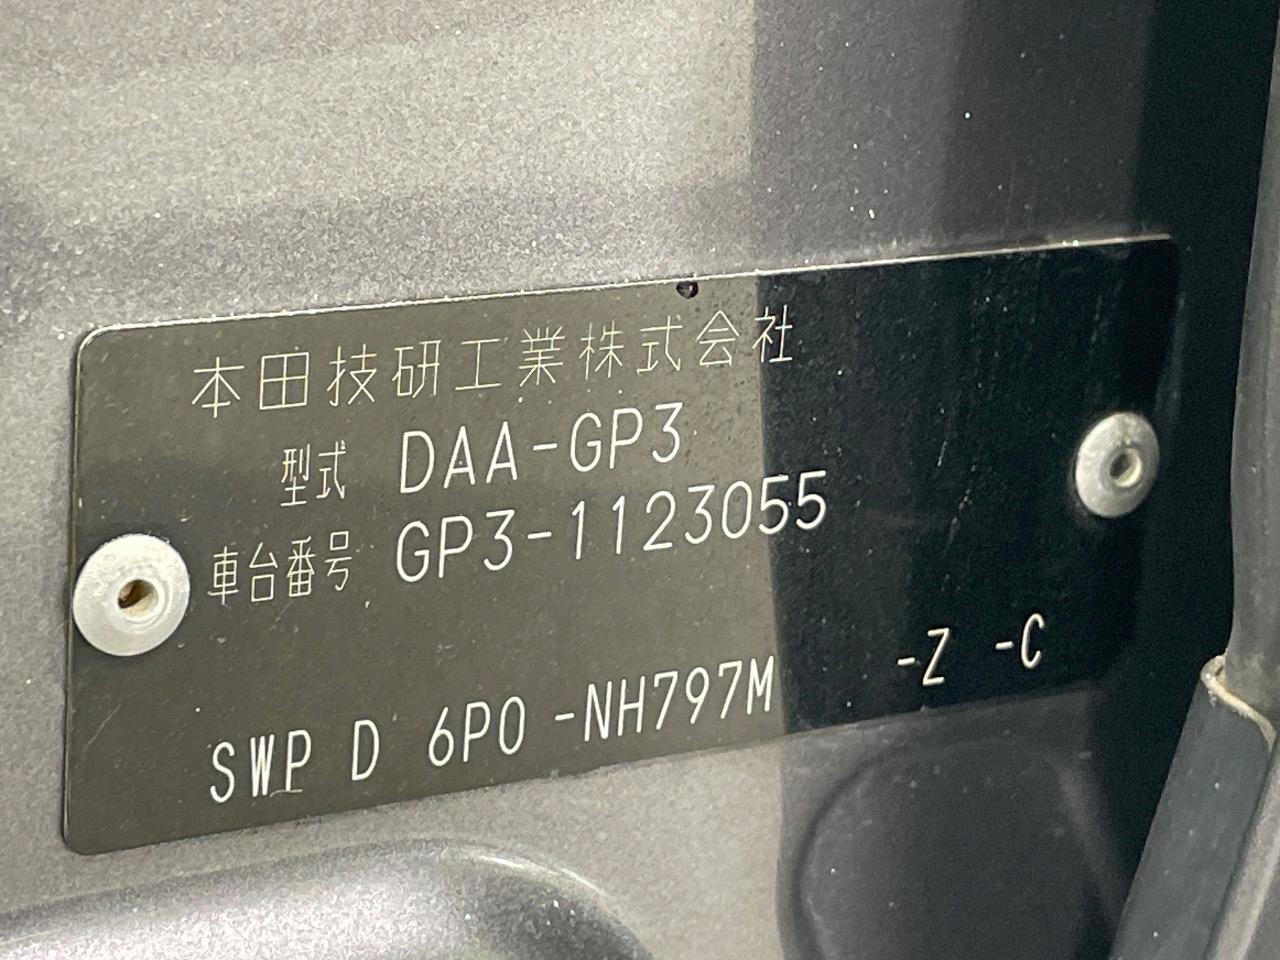 本田技研工業株式会社
型式 DAA-GP3
車台番号 GP3-1123055
SWP D 6P0 -NH797M -Z -C